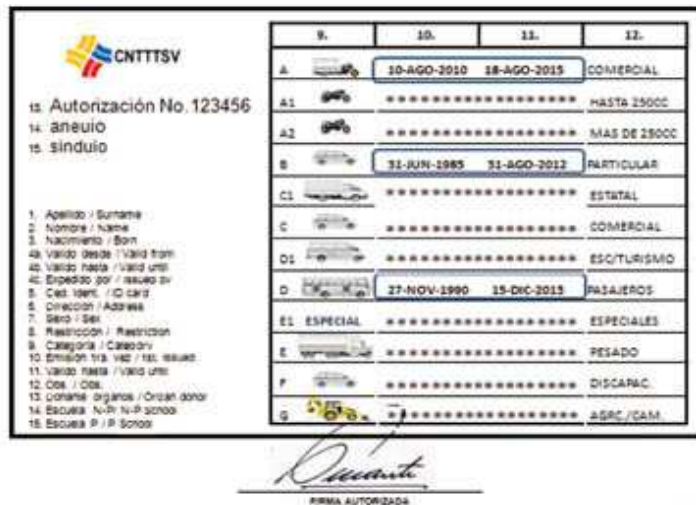 CNTTTSV
13. Autorización No. 123456
14. aneuio
15. sinduio
1. Apellido / Surname
2. Nombre / Name
3. Nacimiento / Born
4a. Valido desde / Valid from
4b. Valido hasta / Valid until
4c. Expedido por / Issued by
5. Ced. Ident. / ID card
6. Dirección / Address
7. Sexo / Sex
8. Restricción / Restriction
9. Categoría / Category
10. Emisión 1ra. vez / 1st. issued
11. Valido hasta / Valid until
12. Obs. / Obs.
13. Donante órganos / Organ donor
14. Escuela N-P/ N-P school
15. Escuela P / P School
9. 10. 11. 12.
A 10-AGO-2010 18-AGO-2015 COMERCIAL
A1 ****************** HASTA 250CC
A2 ****************** MAS DE 250CC
B 31-JUN-1985 31-AGO-2012 PARTICULAR
C1 ****************** ESTATAL
C ****************** COMERCIAL
D1 ****************** ESC/TURISMO
D 27-NOV-1990 15-DIC-2015 PASAJEROS
E1 ESPECIAL ****************** ESPECIALES
E ****************** PESADO
F ****************** DISCAPAC.
G ****************** AGRC./CAM.
FIRMA AUTORIZADA